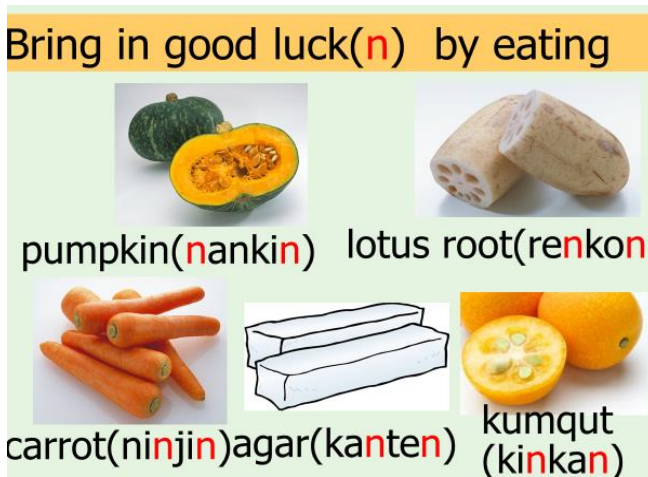 Bring in good luck(n) by eating
pumpkin(nankin)
lotus root(renkon
carrot(ninjin)
agar(kanten)
kumqut
(kinkan)